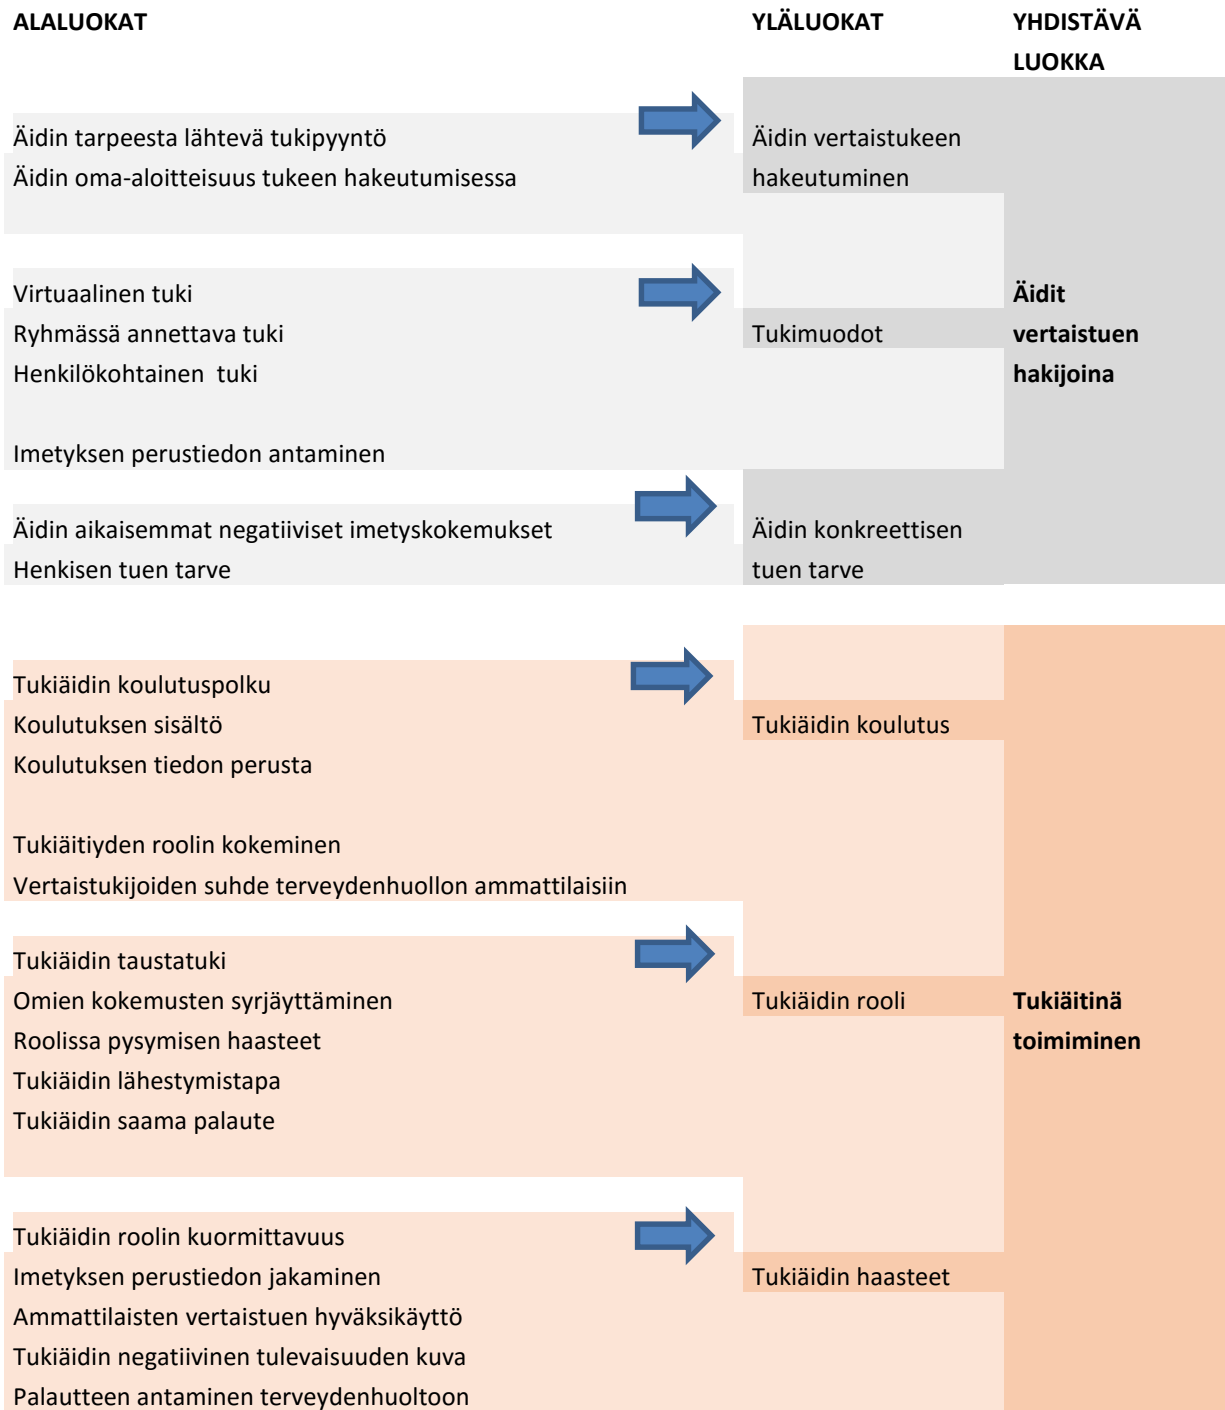 ALALUOKAT YLÄLUOKAT YHDISTÄVÄ
LUOKKA
Äidin tarpeesta lähtevä tukipyyntö Äidin vertaistukeen
Äidin oma-aloitteisuus tukeen hakeutumisessa hakeutuminen
Virtuaalinen tuki Äidit
Ryhmässä annettava tuki Tukimuodot vertaistuen
Henkilökohtainen tuki hakijoina
Imetyksen perustiedon antaminen
Äidin aikaisemmat negatiiviset imetyskokemukset Äidin konkreettisen
Henkisen tuen tarve tuen tarve
Tukiäidin koulutuspolku
Koulutuksen sisältö Tukiäidin koulutus
Koulutuksen tiedon perusta
Tukiäitiyden roolin kokeminen
Vertaistukijoiden suhde terveydenhuollon ammattilaisiin
Tukiäidin taustatuki
Omien kokemusten syrjäyttäminen Tukiäidin rooli Tukiäitinä
Roolissa pysymisen haasteet toimiminen
Tukiäidin lähestymistapa
Tukiäidin saama palaute
Tukiäidin roolin kuormittavuus
Imetyksen perustiedon jakaminen Tukiäidin haasteet
Ammattilaisten vertaistuen hyväksikäyttö
Tukiäidin negatiivinen tulevaisuuden kuva
Palautteen antaminen terveydenhuoltoon